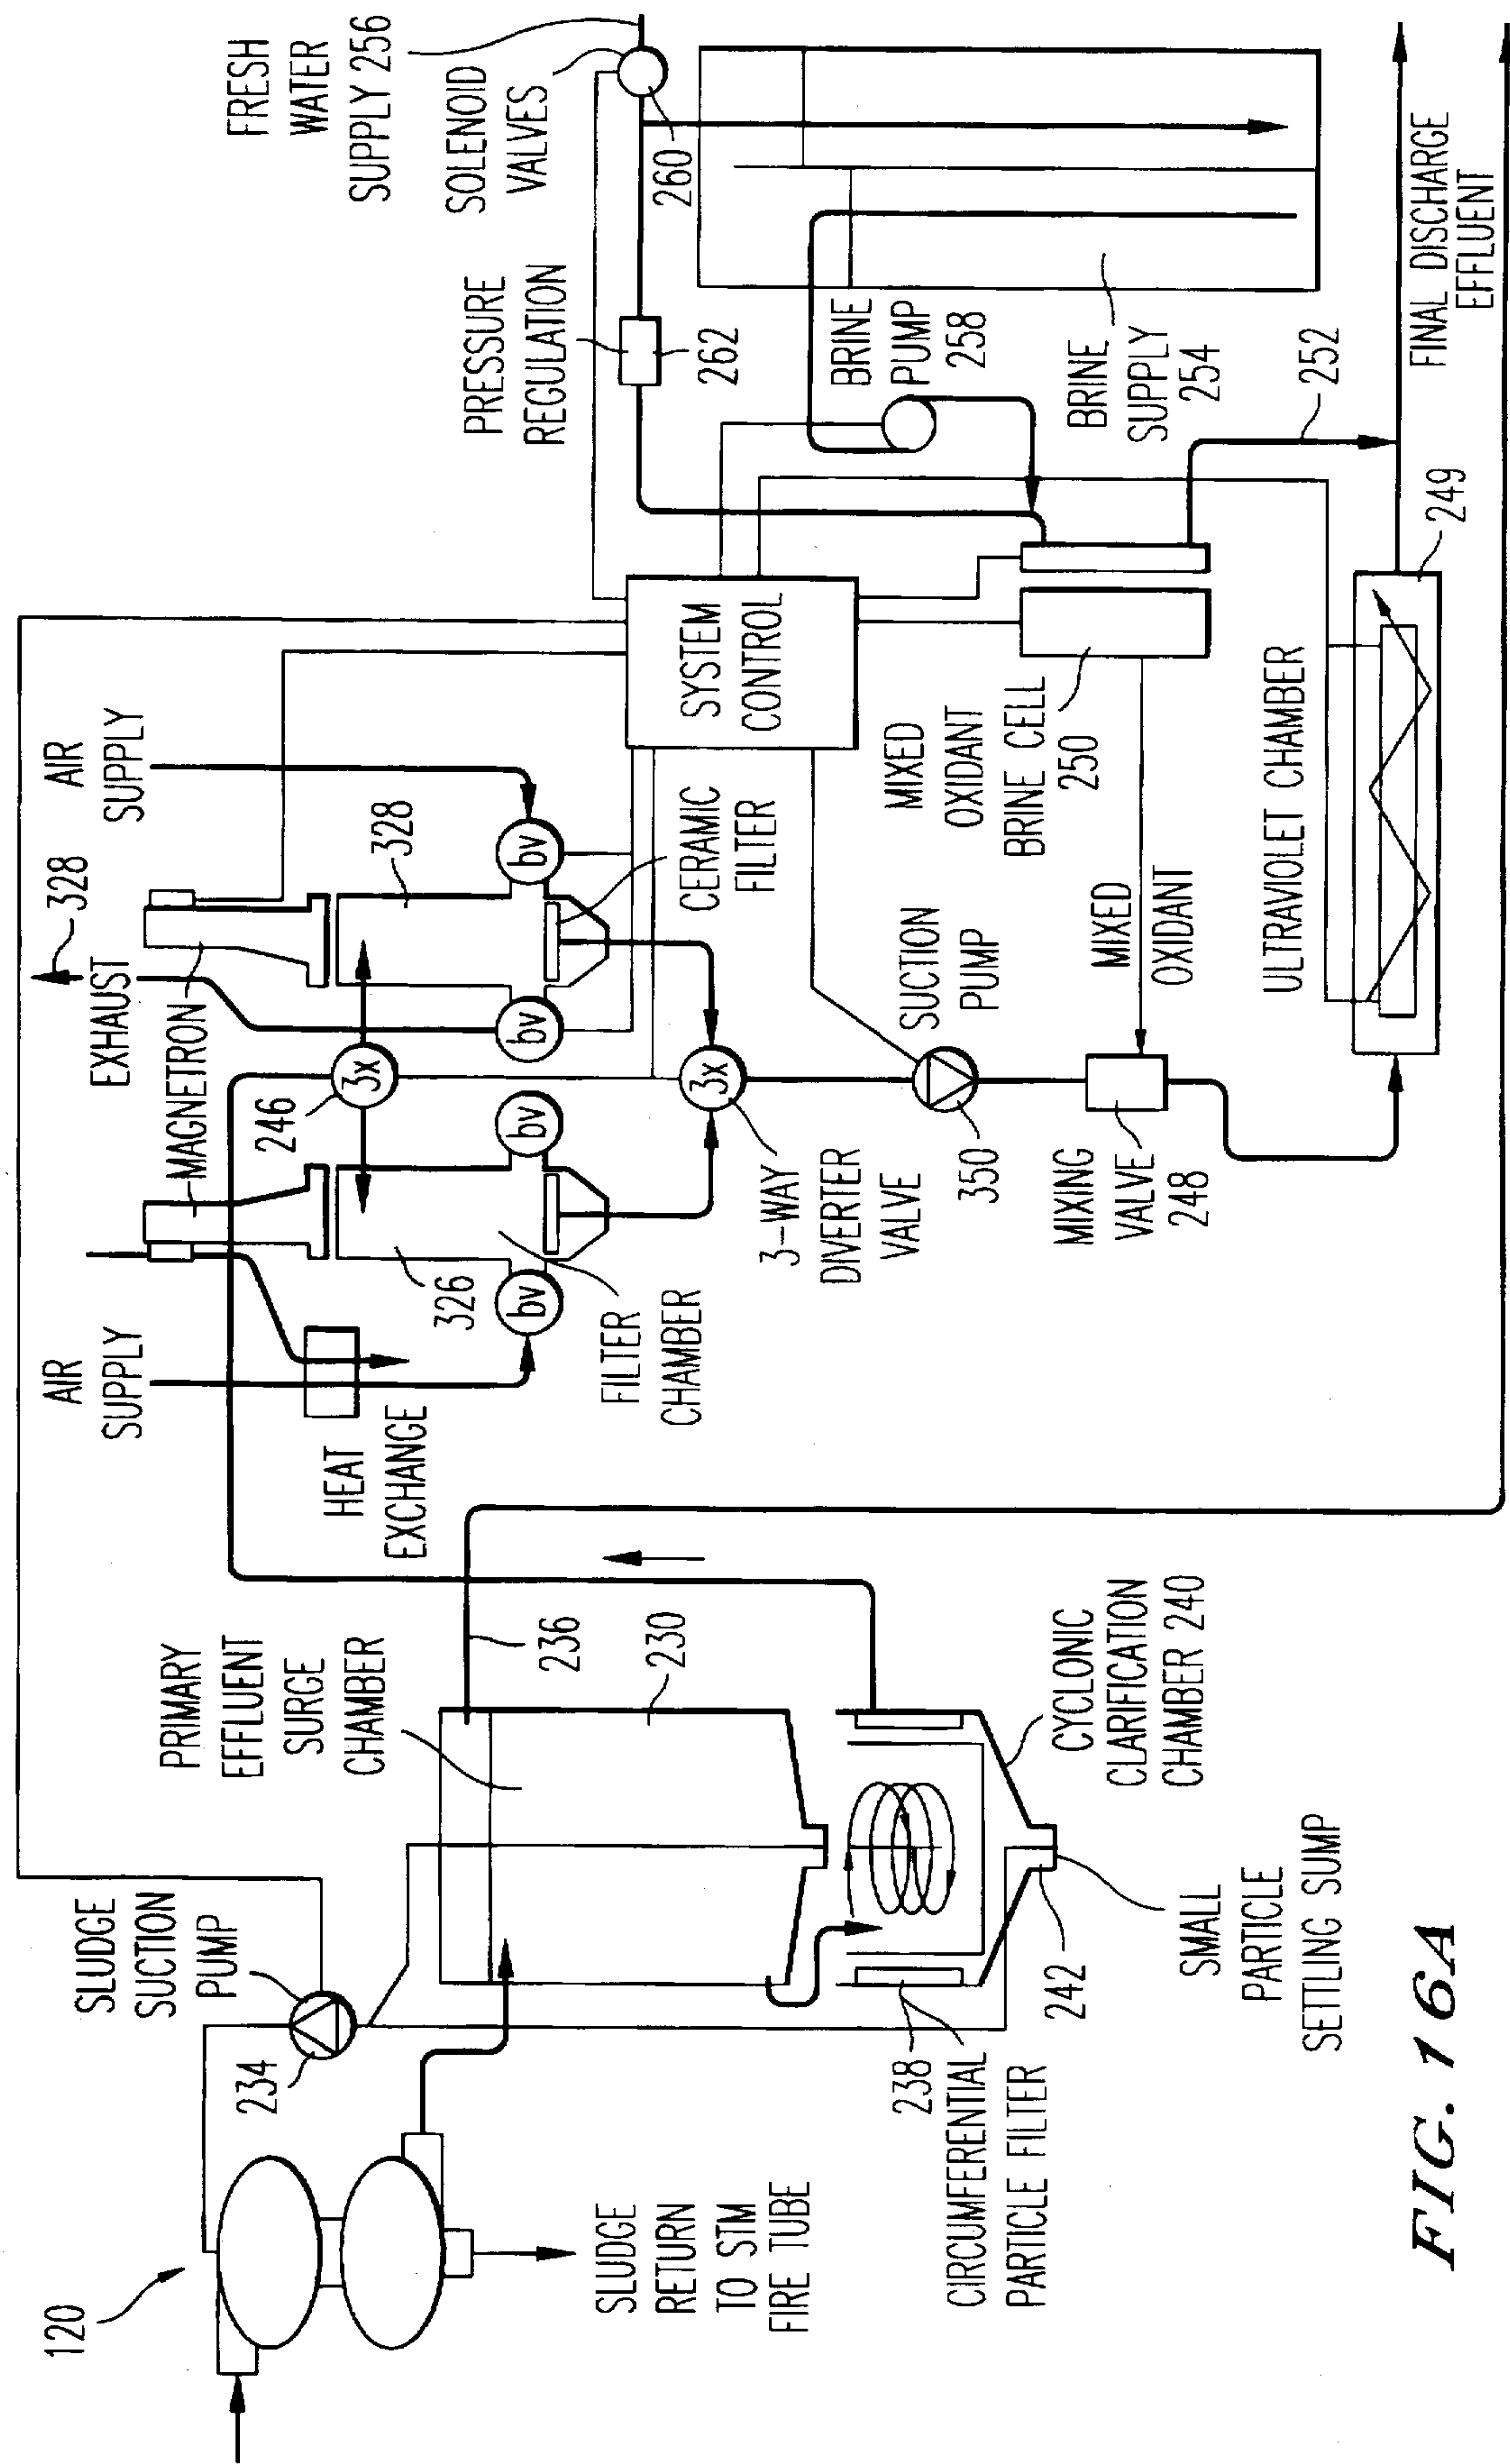 FRESH
WATER
SUPPLY 256
SOLENOID
VALVES
260
PRESSURE
REGULATION
262
BRINE
PUMP
258
BRINE
SUPPLY
254
252
FINAL DISCHARGE
EFFLUENT
249
ULTRAVIOLET CHAMBER
SYSTEM
CONTROL
MIXED
OXIDANT
BRINE CELL
250
MIXED
OXIDANT
AIR
SUPPLY
328
EXHAUST
328
MAGNETRON
bv
bv
CERAMIC
FILTER
3x
246
3x
bv
bv
326
SUCTION
PUMP
350
3-WAY
DIVERTER
VALVE
MIXING
VALVE
248
AIR
SUPPLY
HEAT
EXCHANGE
FILTER
CHAMBER
PRIMARY
EFFLUENT
SURGE
CHAMBER
236
230
CYCLONIC
CLARIFICATION
CHAMBER 240
SLUDGE
SUCTION
PUMP
234
120
SLUDGE
RETURN
TO STM
FIRE TUBE
238
CIRCUMFERENTIAL
PARTICLE FILTER
242
SMALL
PARTICLE
SETTLING SUMP
FIG. 16A